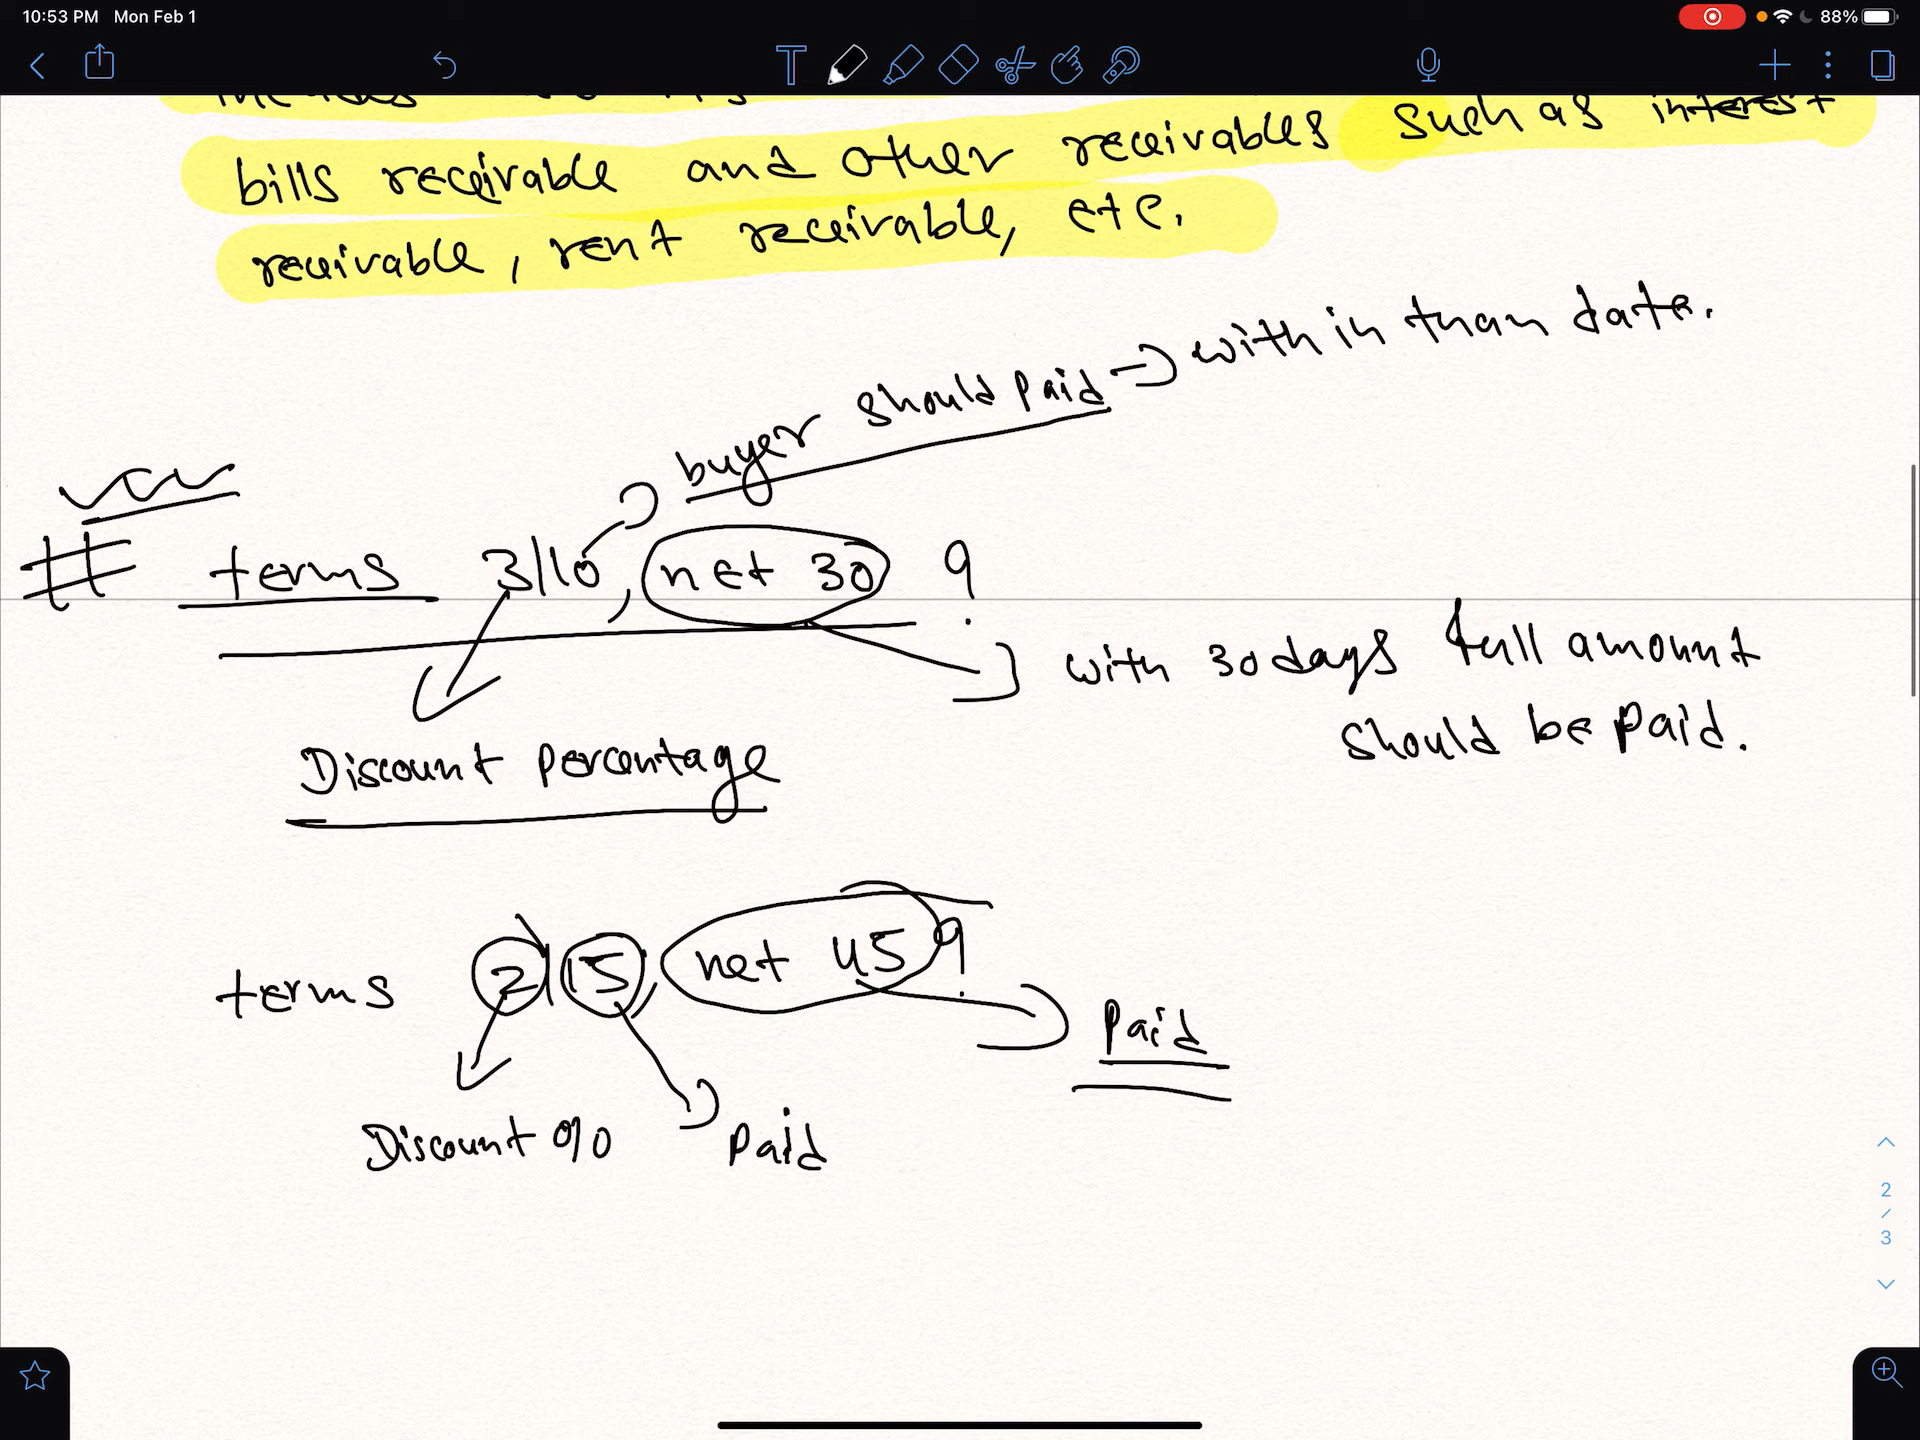 10:53 PM Mon Feb 1
88%
bills receivable and other receivables such as interest
receivable, rent receivable, etc.
buyer should paid → with in than date.
# terms 3/10, net 30 ?
with 30 days full amount
should be paid.
Discount percentage
terms 2/15, net 45 ?
Paid
Discount % Paid
2
/
3